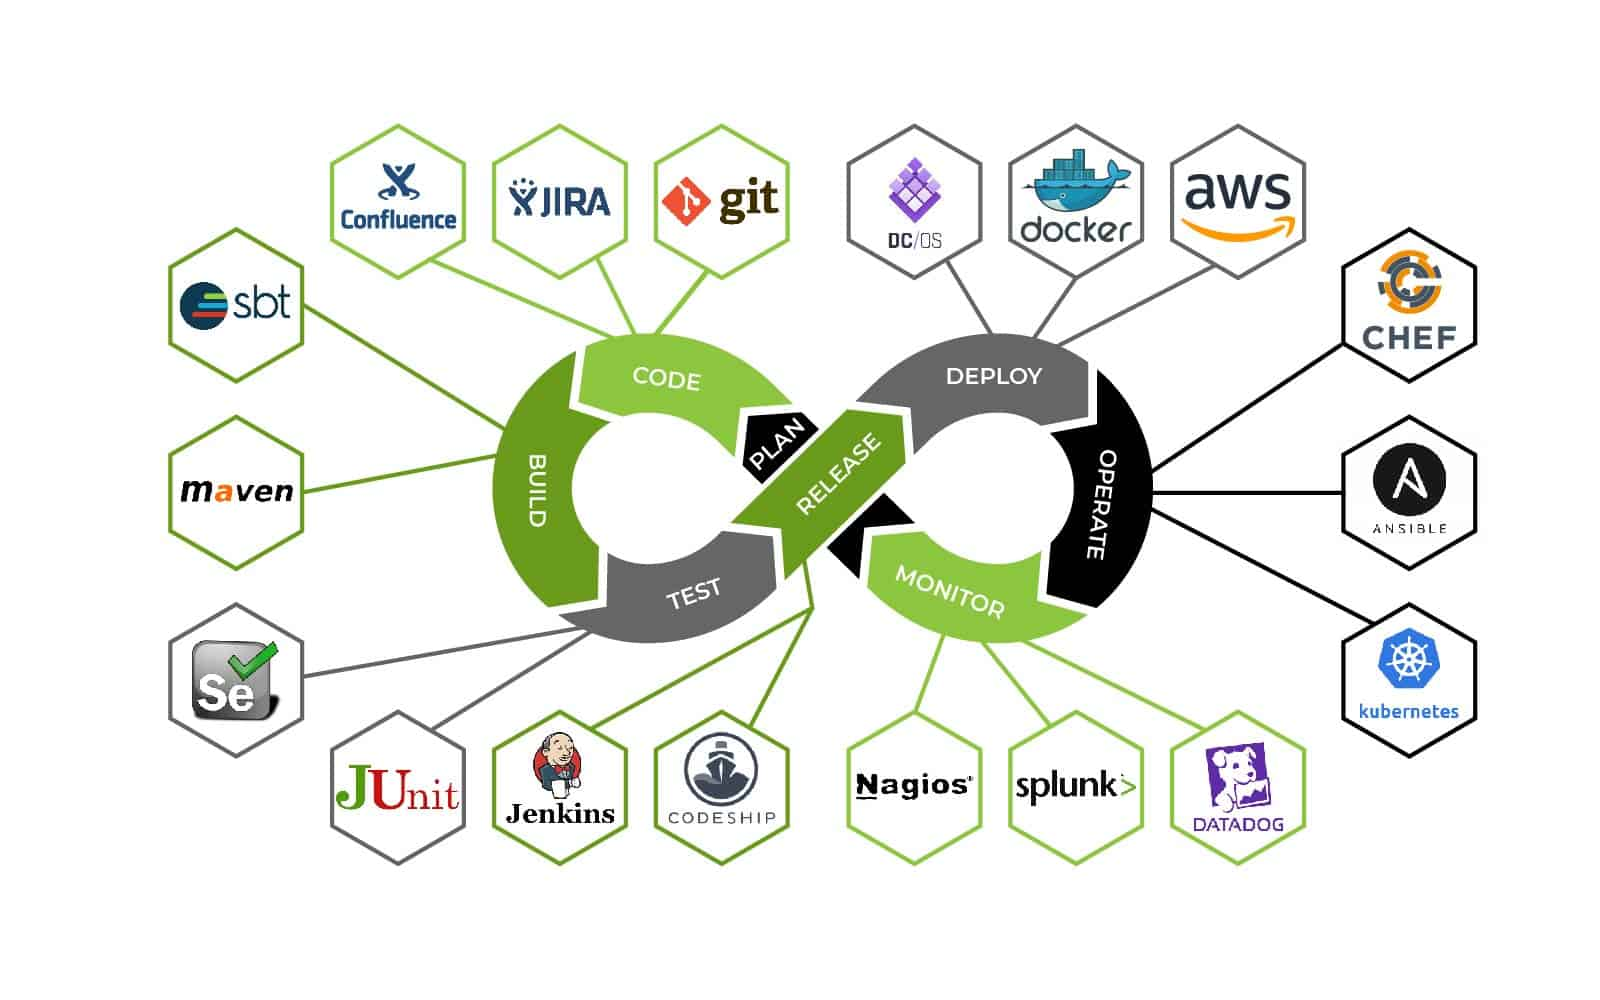 Confluence
JIRA
git
DC/OS
docker
aws
sbt
CHEF
CODE
DEPLOY
PLAN
RELEASE
BUILD
OPERATE
maven
ANSIBLE
TEST
MONITOR
Se
kubernetes
JUnit
Jenkins
CODESHIP
Nagios®
splunk>
DATADOG